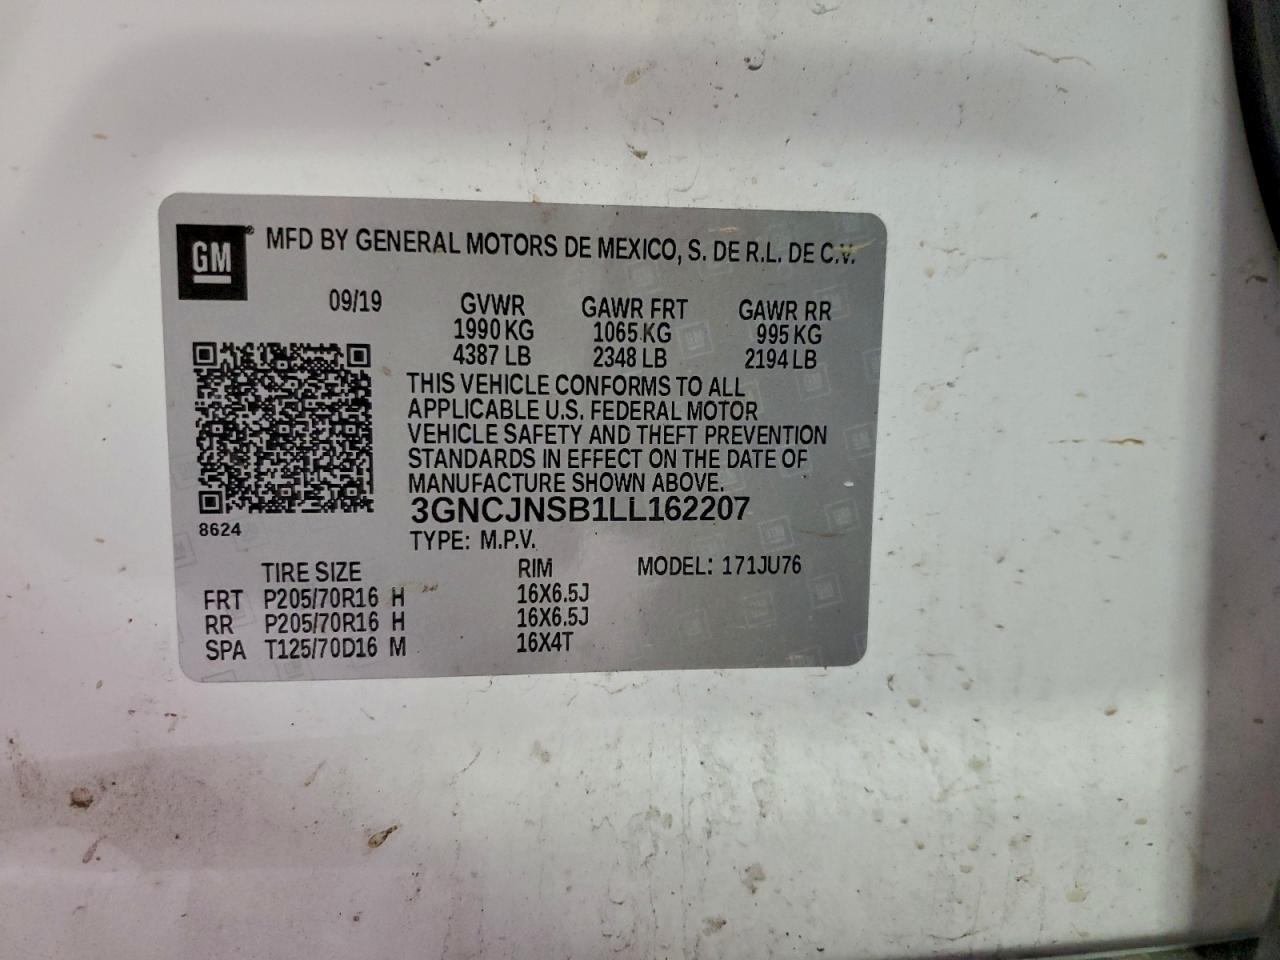 GM® MFD BY GENERAL MOTORS DE MEXICO, S. DE R.L. DE C.V.
09/19 GVWR GAWR FRT GAWR RR
1990 KG 1065 KG 995 KG
4387 LB 2348 LB 2194 LB
THIS VEHICLE CONFORMS TO ALL
APPLICABLE U.S. FEDERAL MOTOR
VEHICLE SAFETY AND THEFT PREVENTION
STANDARDS IN EFFECT ON THE DATE OF
MANUFACTURE SHOWN ABOVE.
3GNCJNSB1LL162207
8624
TYPE: M.P.V.
TIRE SIZE RIM MODEL: 171JU76
FRT P205/70R16 H 16X6.5J
RR P205/70R16 H 16X6.5J
SPA T125/70D16 M 16X4T